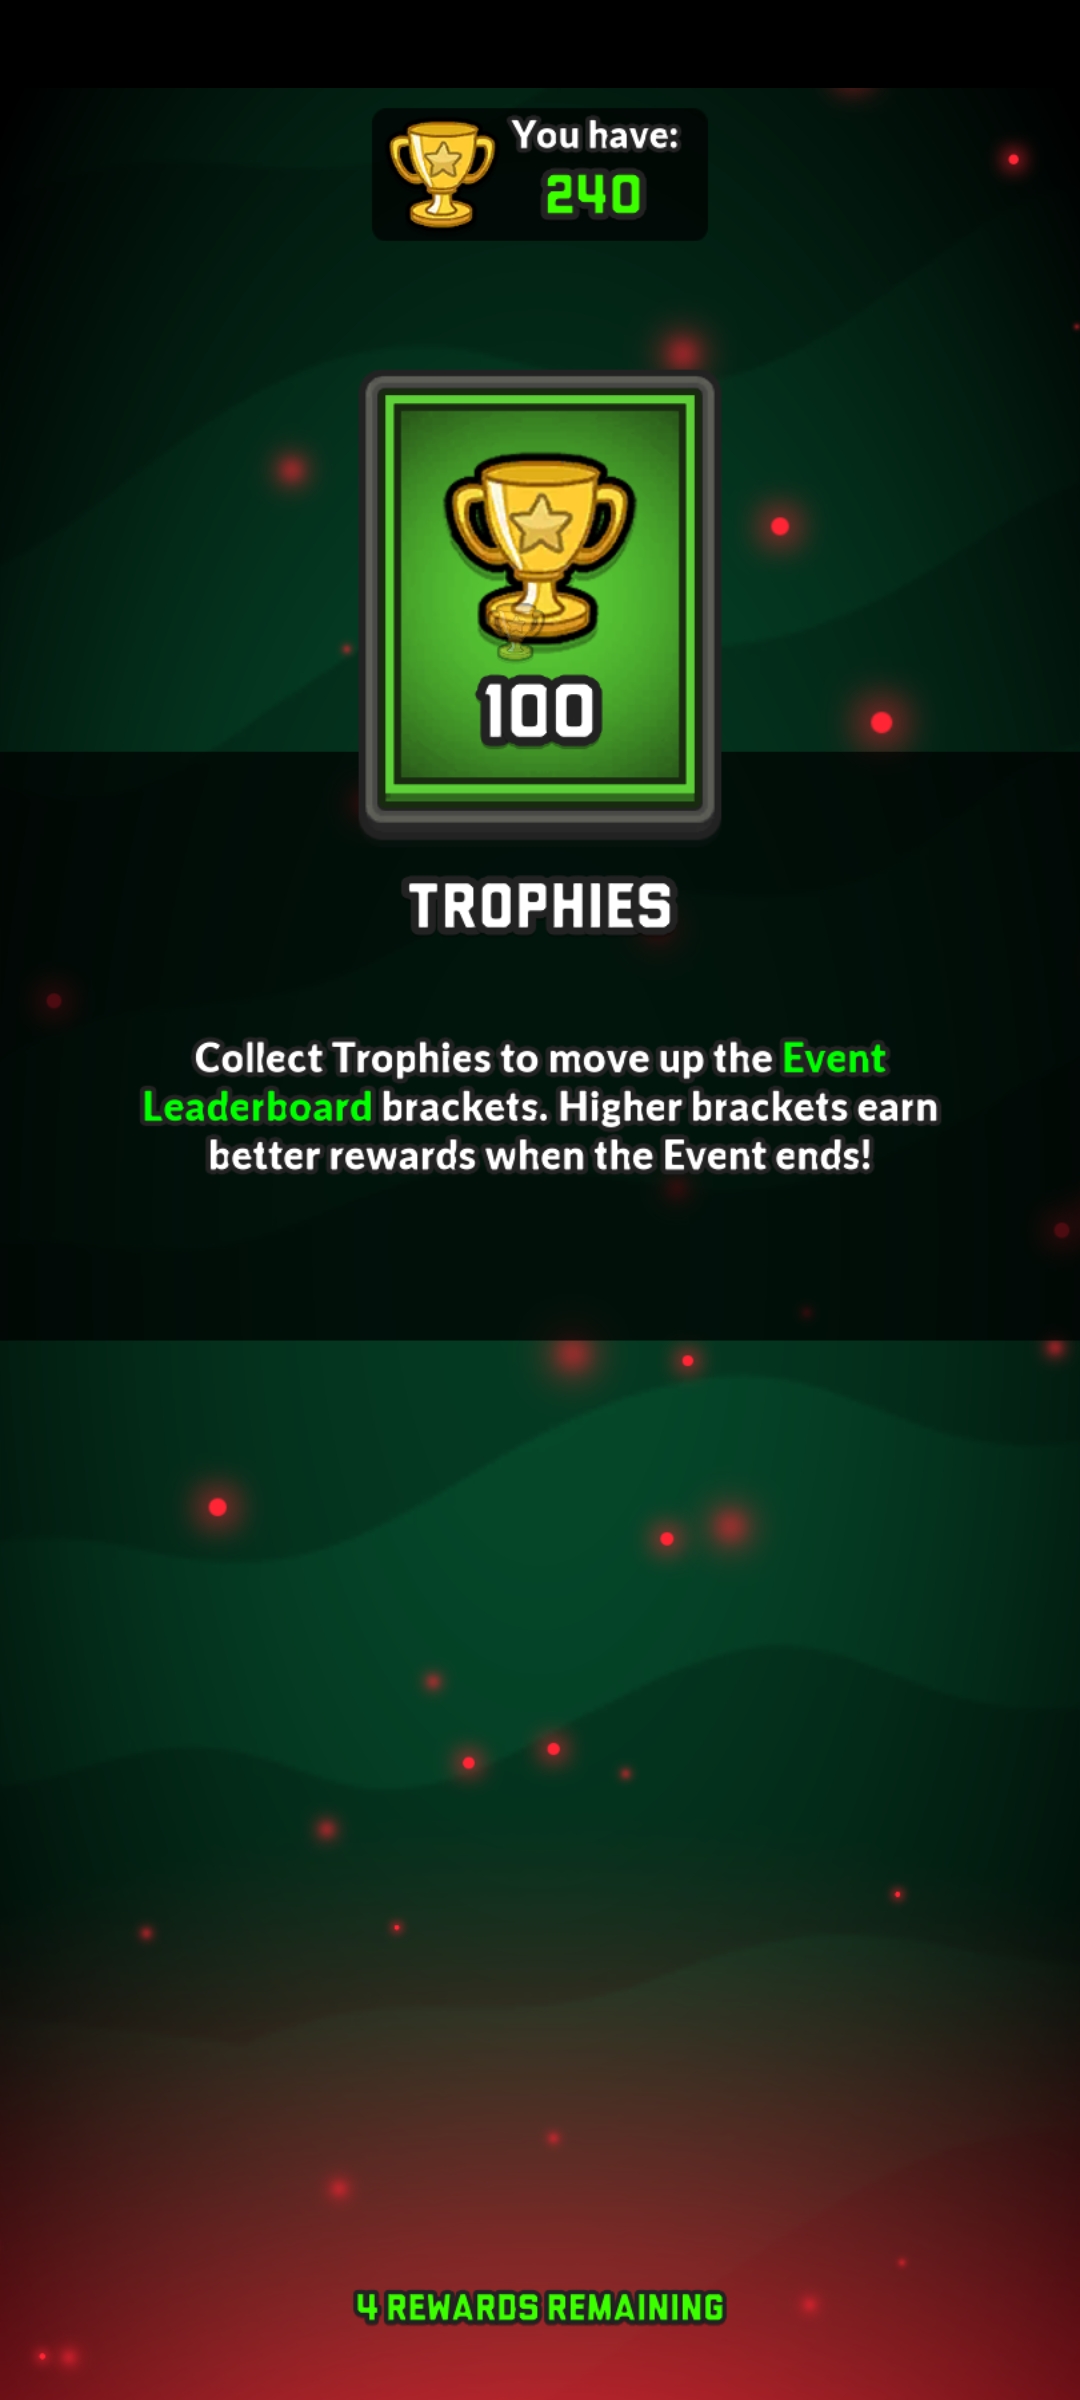 You have:
240
100
TROPHIES
Collect Trophies to move up the Event
Leaderboard brackets. Higher brackets earn
better rewards when the Event ends!
4 REWARDS REMAINING